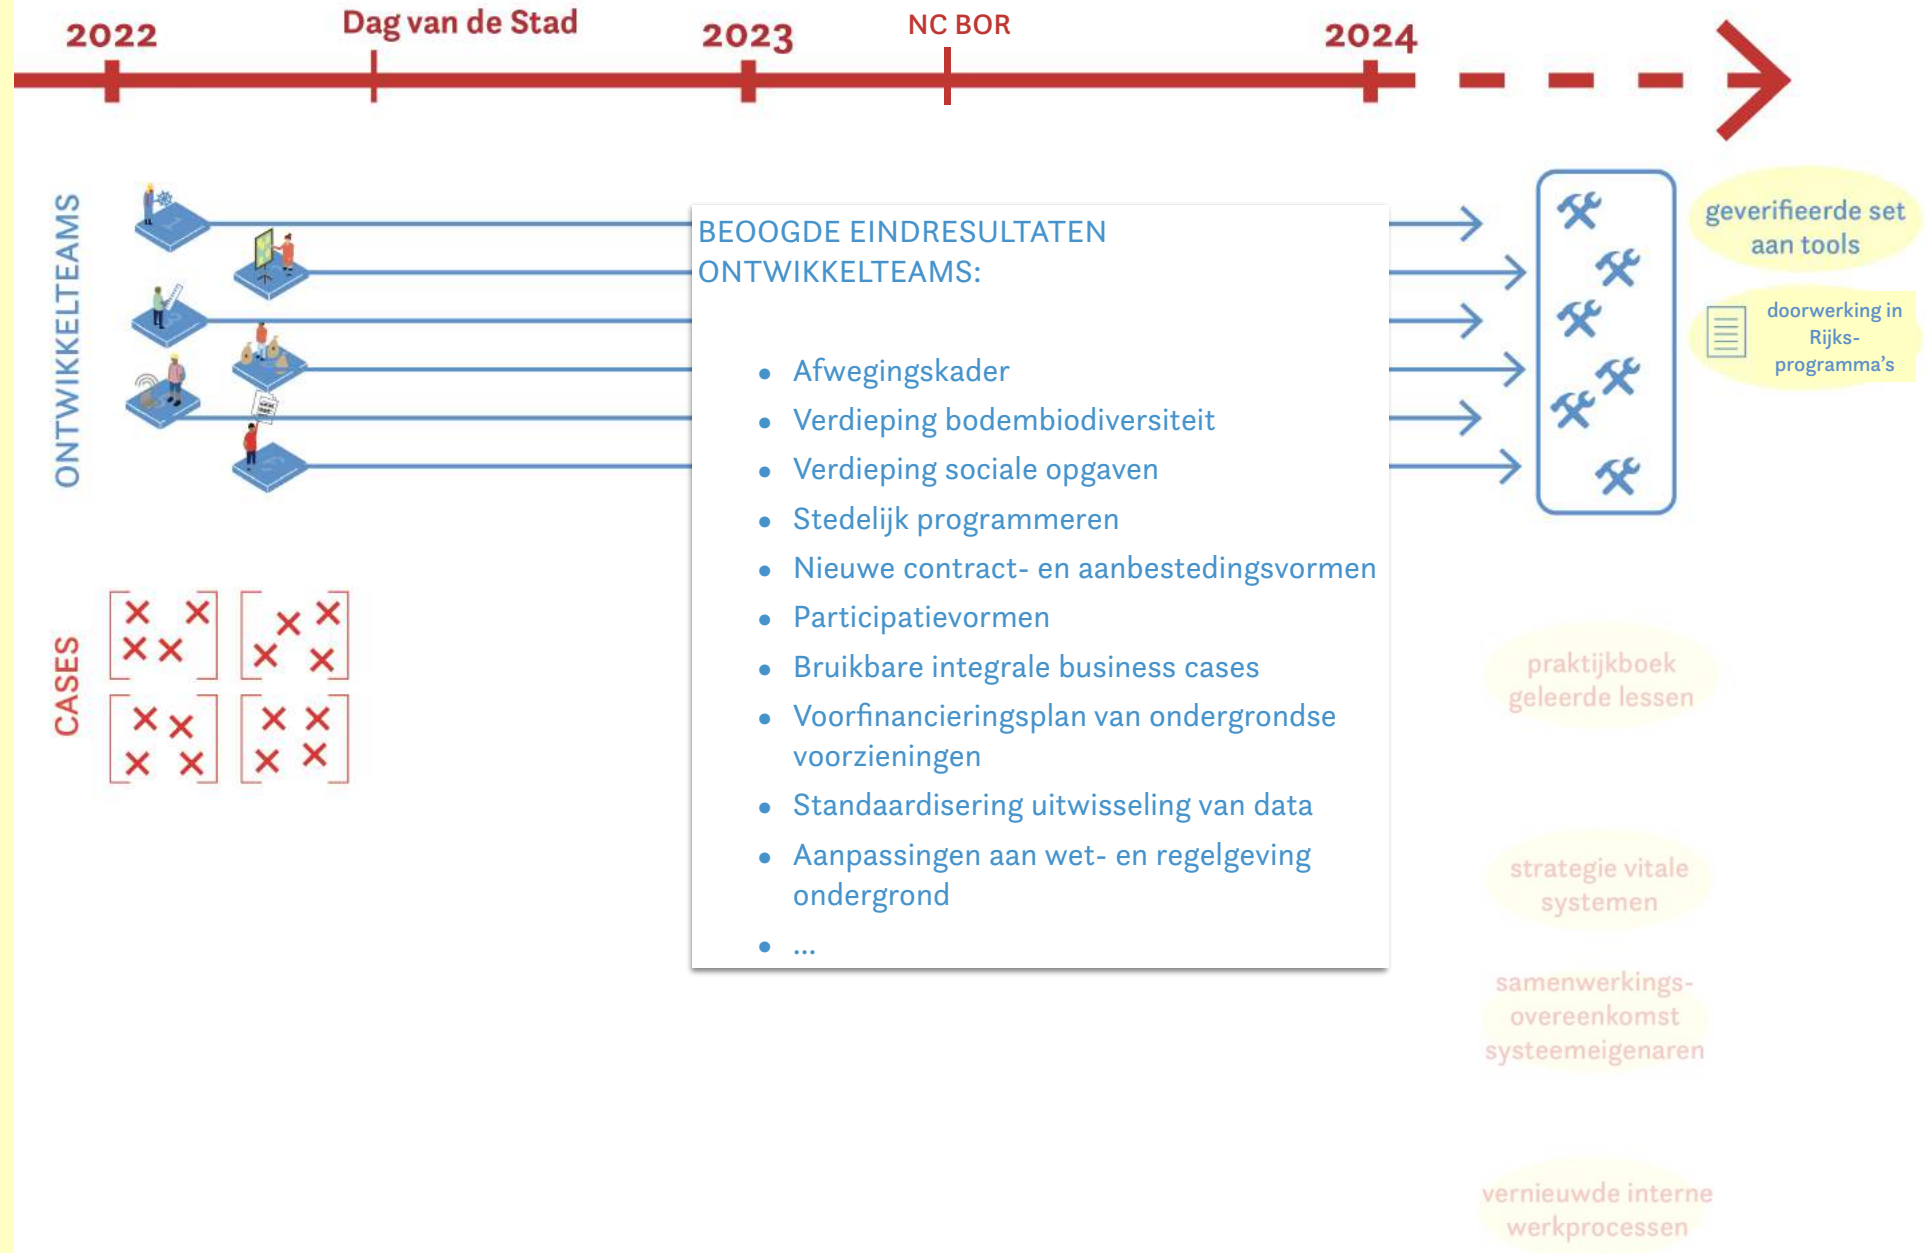 2022
Dag van de Stad
2023
NC BOR
2024
ONTWIKKELTEAMS
BEOOGDE EINDRESULTATEN
ONTWIKKELTEAMS:
• Afwegingskader
• Verdieping bodembiodiversiteit
• Verdieping sociale opgaven
• Stedelijk programmeren
• Nieuwe contract- en aanbestedingsvormen
• Participatievormen
• Bruikbare integrale business cases
• Voorfinancieringsplan van ondergrondse
voorzieningen
• Standaardisering uitwisseling van data
• Aanpassingen aan wet- en regelgeving
ondergrond
• ...
geverifieerde set
aan tools
doorwerking in
Rijks-
programma's
CASES
praktijkboek
geleerde lessen
strategie vitale
systemen
samenwerkings-
overeenkomst
systeemeigenaren
vernieuwde interne
werkprocessen